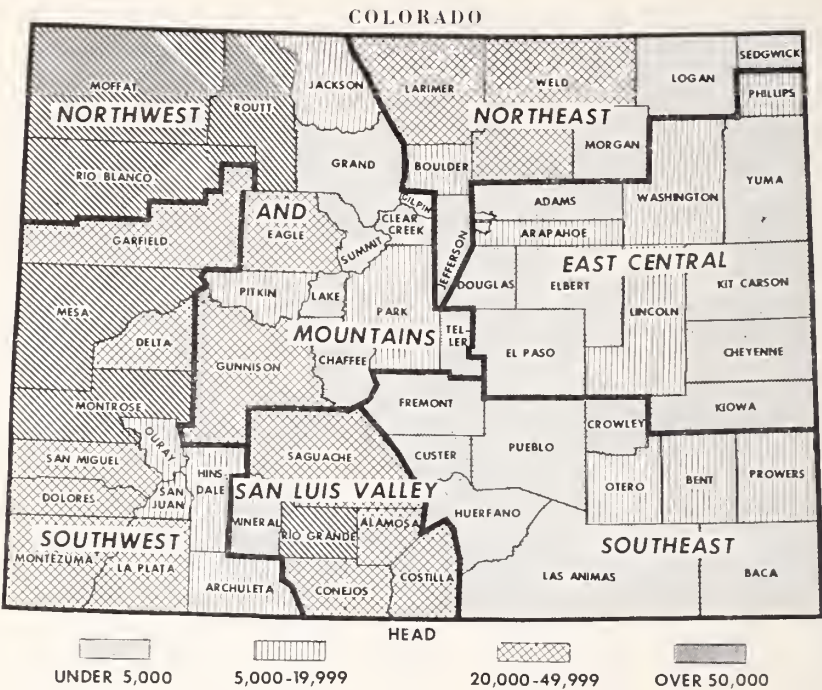 COLORADO
SEDGWICK
MOFFAT
ROUTT
JACKSON
LARIMER
WELD
LOGAN
PHILLIPS
NORTHWEST
NORTHEAST
MORGAN
GRAND
BOULDER
RIO BLANCO
WASHINGTON
YUMA
GILPIN
ADAMS
AND
CLEAR
CREEK
EAGLE
GARFIELD
SUMMIT
JEFFERSON
ARAPAHOE
EAST CENTRAL
DOUGLAS
ELBERT
KIT CARSON
PITKIN
LAKE
PARK
LINCOLN
MESA
MOUNTAINS
TEL-
LER
DELTA
GUNNISON
CHAFFEE
EL PASO
CHEYENNE
MONTROSE
FREMONT
KIOWA
OURAY
CROWLEY
SAN MIGUEL
SAGUACHE
CUSTER
PUEBLO
HINS
DALE
OTERO
BENT
PROWERS
DOLORES
SAN
JUAN
SAN LUIS VALLEY
HUERFANO
MINERAL
RIO GRANDE
ALAMOSA
SOUTHWEST
SOUTHEAST
MONTEZUMA
LA PLATA
ARCHULETA
CONEJOS
COSTILLA
LAS ANIMAS
BACA
HEAD
UNDER 5,000
5,000-19,999
20,000-49,999
OVER 50,000